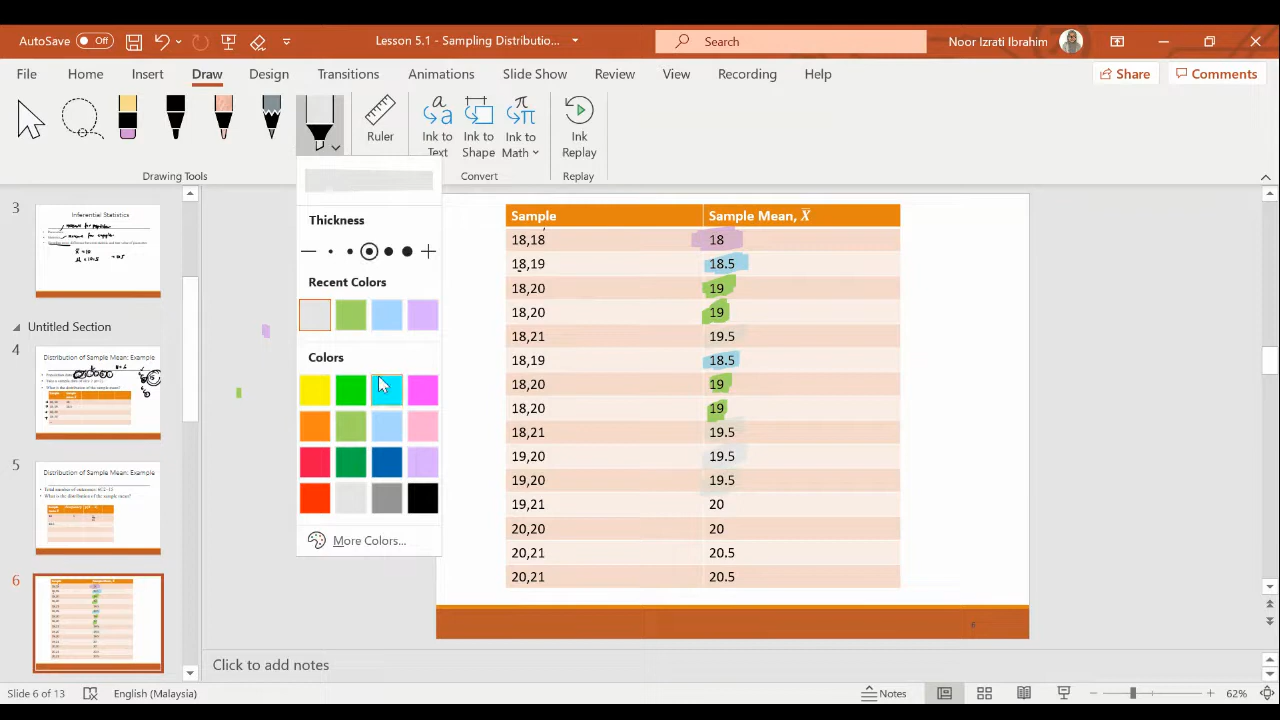 AutoSave Off Lesson 5.1 - Sampling Distributio... Search Noor Izrati Ibrahim
File Home Insert Draw Design Transitions Animations Slide Show Review View Recording Help Share Comments
Ruler
Ink to Text
Ink to Shape
Ink to Math
Ink Replay
Drawing Tools Convert Replay
Thickness
Recent Colors
Colors
More Colors...
3
Inferential Statistics
Untitled Section
4
Distribution of Sample Mean: Example
5
Distribution of Sample Mean: Example
6
Sample Sample Mean, X̅
18,18 18
18,19 18.5
18,20 19
18,20 19
18,21 19.5
18,19 18.5
18,20 19
18,20 19
18,21 19.5
19,20 19.5
19,20 19.5
19,21 20
20,20 20
20,21 20.5
20,21 20.5
6
Click to add notes
Slide 6 of 13 English (Malaysia) Notes 62%